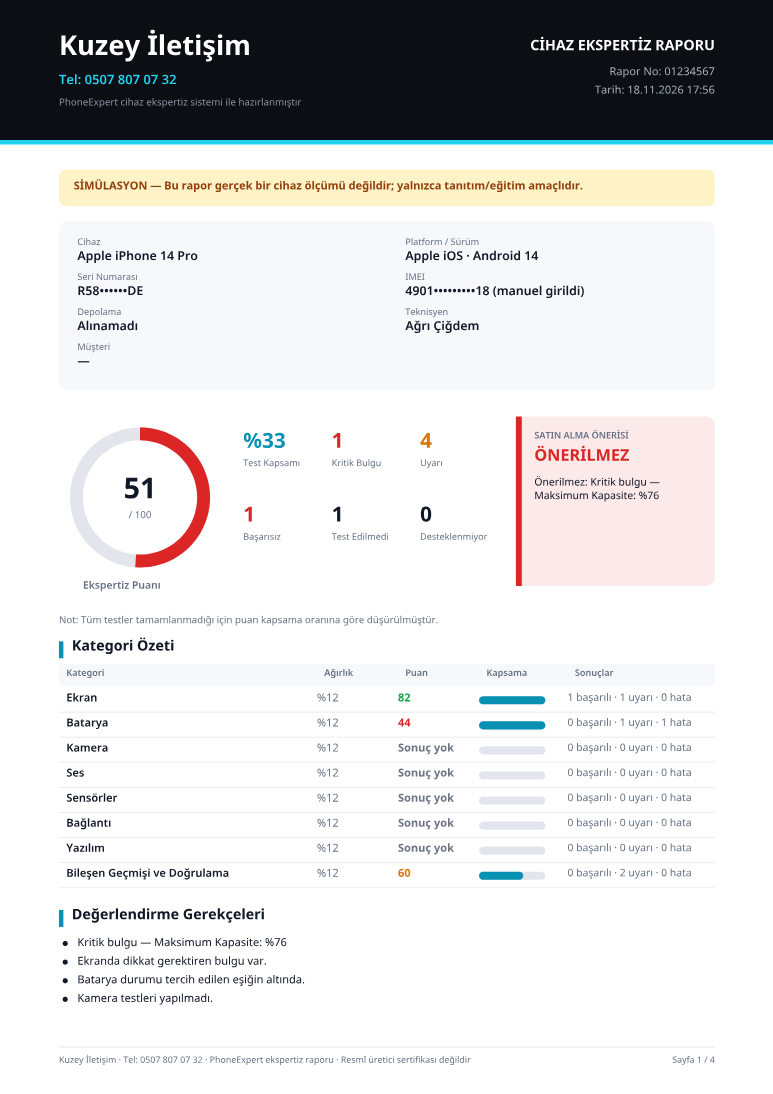 Kuzey İletişim
Tel: 0507 807 07 32
PhoneExpert cihaz ekspertiz sistemi ile hazırlanmıştır
CİHAZ EKSPERTİZ RAPORU
Rapor No: 01234567
Tarih: 18.11.2026 17:56
SİMÜLASYON — Bu rapor gerçek bir cihaz ölçümü değildir; yalnızca tanıtım/eğitim amaçlıdır.
Cihaz
Apple iPhone 14 Pro
Platform / Sürüm
Apple iOS · Android 14
Seri Numarası
R58••••••DE
IMEI
4901•••••••••18 (manuel girildi)
Depolama
Alınamadı
Teknisyen
Ağrı Çiğdem
Müşteri
—
51
/ 100
Ekspertiz Puanı
%33
Test Kapsamı
1
Kritik Bulgu
4
Uyarı
1
Başarısız
1
Test Edilmedi
0
Desteklenmiyor
SATIN ALMA ÖNERİSİ
ÖNERİLMEZ
Önerilmez: Kritik bulgu —
Maksimum Kapasite: %76
Not: Tüm testler tamamlanmadığı için puan kapsama oranına göre düşürülmüştür.
Kategori Özeti
Kategori Ağırlık Puan Kapsama Sonuçlar
Ekran %12 82 1 başarılı · 1 uyarı · 0 hata
Batarya %12 44 0 başarılı · 1 uyarı · 1 hata
Kamera %12 Sonuç yok 0 başarılı · 0 uyarı · 0 hata
Ses %12 Sonuç yok 0 başarılı · 0 uyarı · 0 hata
Sensörler %12 Sonuç yok 0 başarılı · 0 uyarı · 0 hata
Bağlantı %12 Sonuç yok 0 başarılı · 0 uyarı · 0 hata
Yazılım %12 Sonuç yok 0 başarılı · 0 uyarı · 0 hata
Bileşen Geçmişi ve Doğrulama %12 60 0 başarılı · 2 uyarı · 0 hata
Değerlendirme Gerekçeleri
● Kritik bulgu — Maksimum Kapasite: %76
● Ekranda dikkat gerektiren bulgu var.
● Batarya durumu tercih edilen eşiğin altında.
● Kamera testleri yapılmadı.
Kuzey İletişim · Tel: 0507 807 07 32 · PhoneExpert ekspertiz raporu · Resmî üretici sertifikası değildir
Sayfa 1 / 4